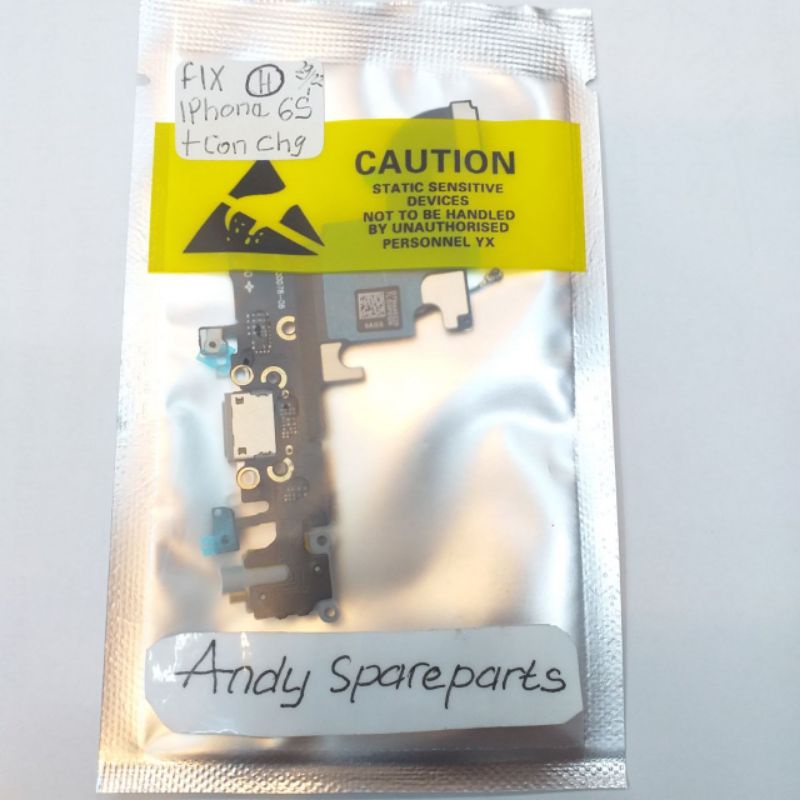 FIX H
IPhone 6S
+ Con Chg
CAUTION
STATIC SENSITIVE
DEVICES
NOT TO BE HANDLED
BY UNAUTHORISED
PERSONNEL YX
Andy Spareparts